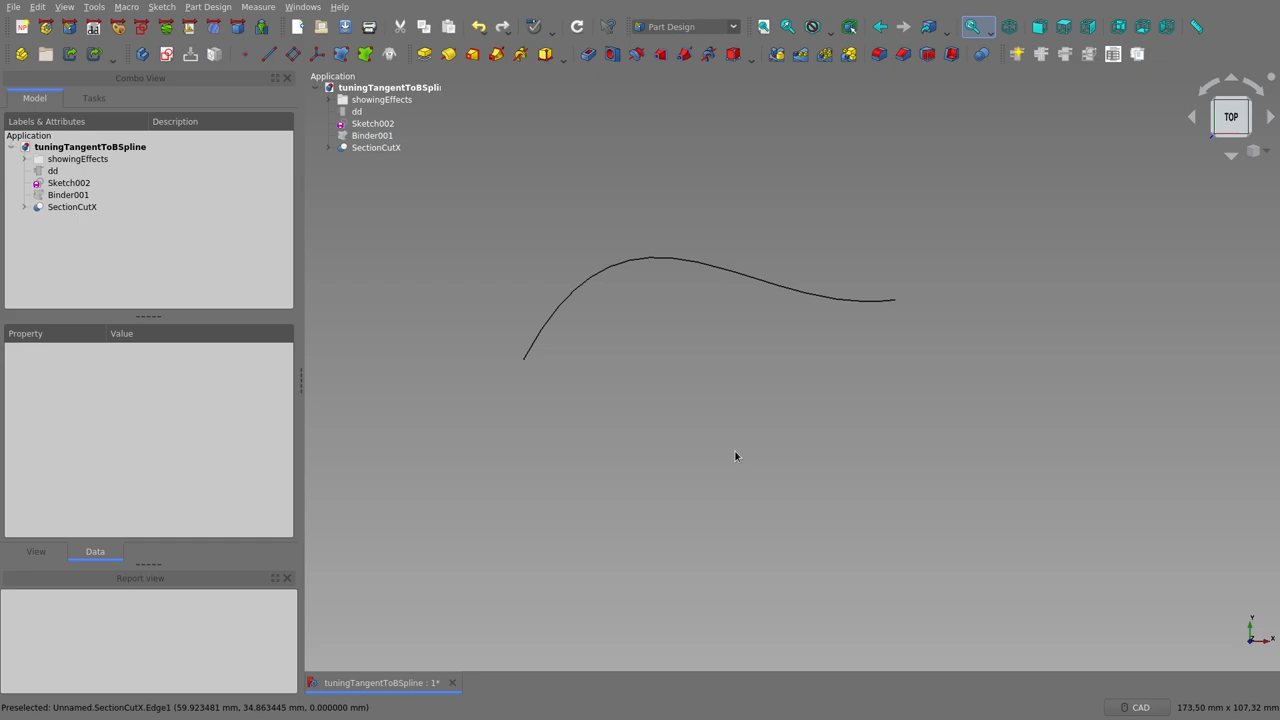 File Edit View Tools Macro Sketch Part Design Measure Windows Help
Part Design
Combo View
Model Tasks
Labels & Attributes Description
Application
tuningTangentToBSpline
showingEffects
dd
Sketch002
Binder001
SectionCutX
Property Value
View Data
Report view
Application
tuningTangentToBSpli
showingEffects
dd
Sketch002
Binder001
SectionCutX
TOP
Y
Z X
tuningTangentToBSpline : 1*
Preselected: Unnamed.SectionCutX.Edge1 (59.923481 mm, 34.863445 mm, 0.000000 mm)
CAD
173,50 mm x 107,32 mm